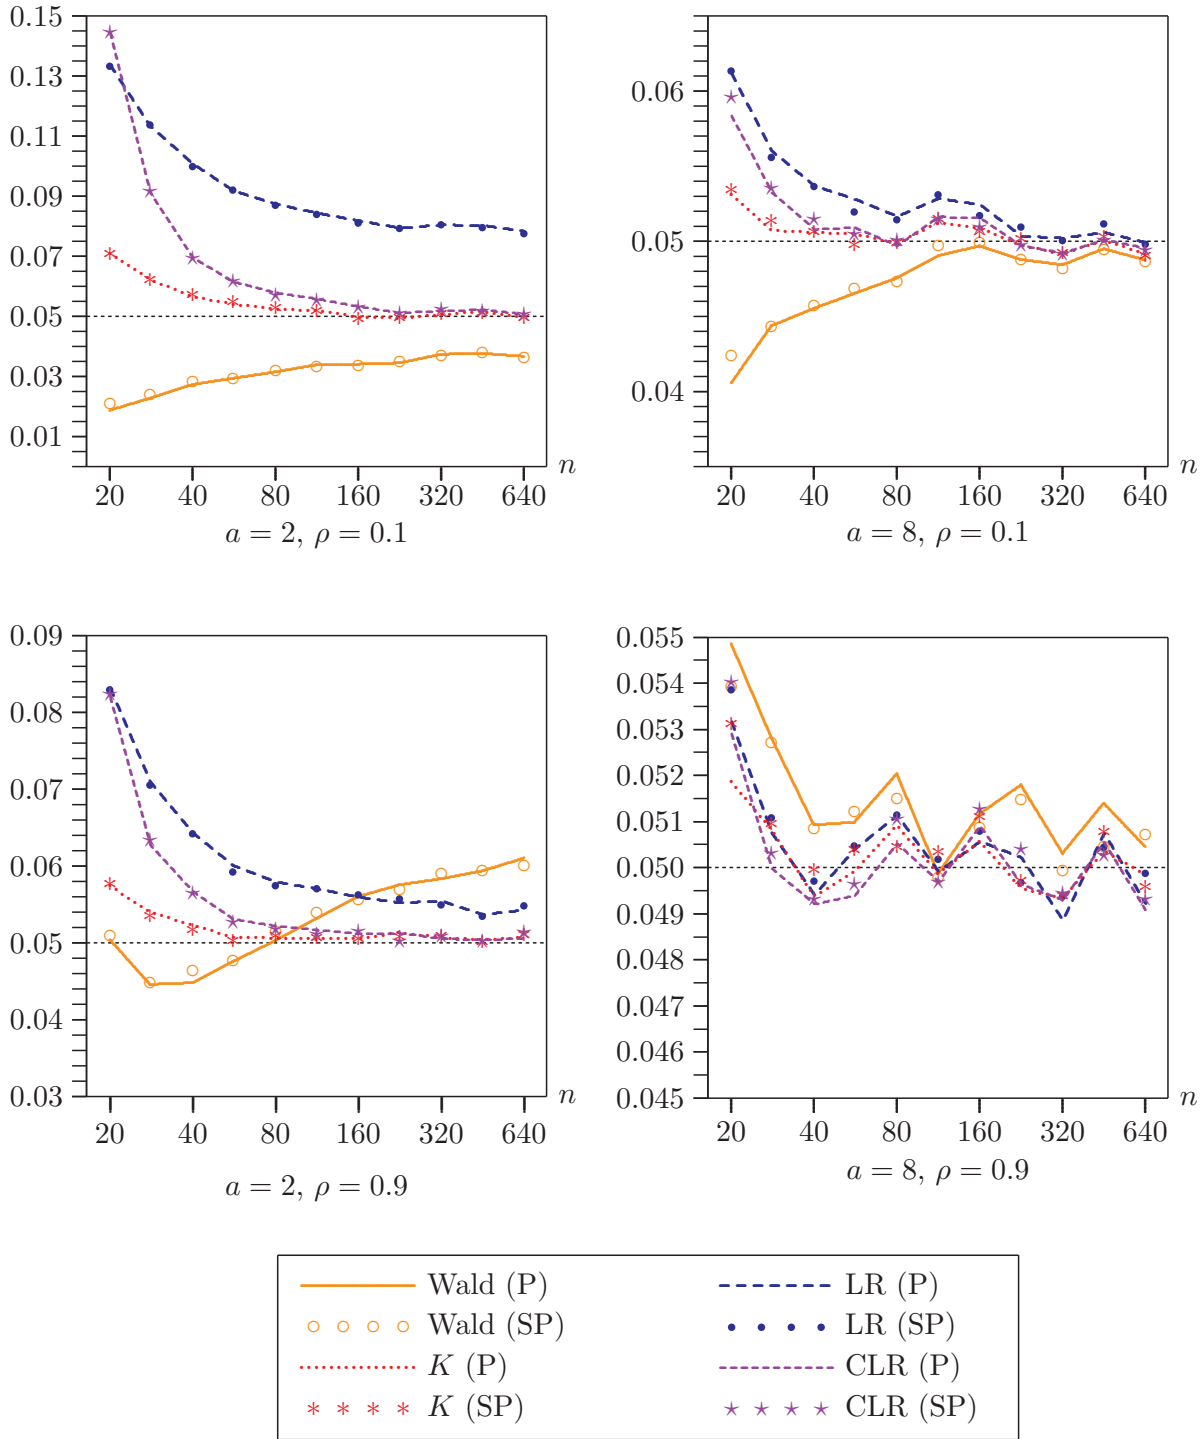 0.15
0.13
0.11
0.09
0.07
0.05
0.03
0.01
20 40 80 160 320 640
n
a = 2, ρ = 0.1
0.06
0.05
0.04
20 40 80 160 320 640
n
a = 8, ρ = 0.1
0.09
0.08
0.07
0.06
0.05
0.04
0.03
20 40 80 160 320 640
n
a = 2, ρ = 0.9
0.055
0.054
0.053
0.052
0.051
0.050
0.049
0.048
0.047
0.046
0.045
20 40 80 160 320 640
n
a = 8, ρ = 0.9
Wald (P)
Wald (SP)
K (P)
K (SP)
LR (P)
LR (SP)
CLR (P)
CLR (SP)